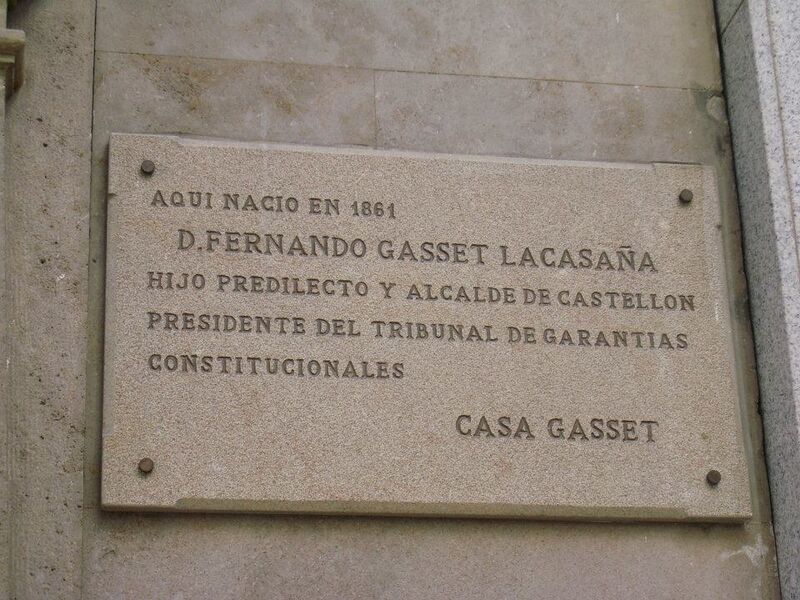 AQUI NACIO EN 1861
D. FERNANDO GASSET LACASAÑA
HIJO PREDILECTO Y ALCALDE DE CASTELLON
PRESIDENTE DEL TRIBUNAL DE GARANTIAS
CONSTITUCIONALES
CASA GASSET